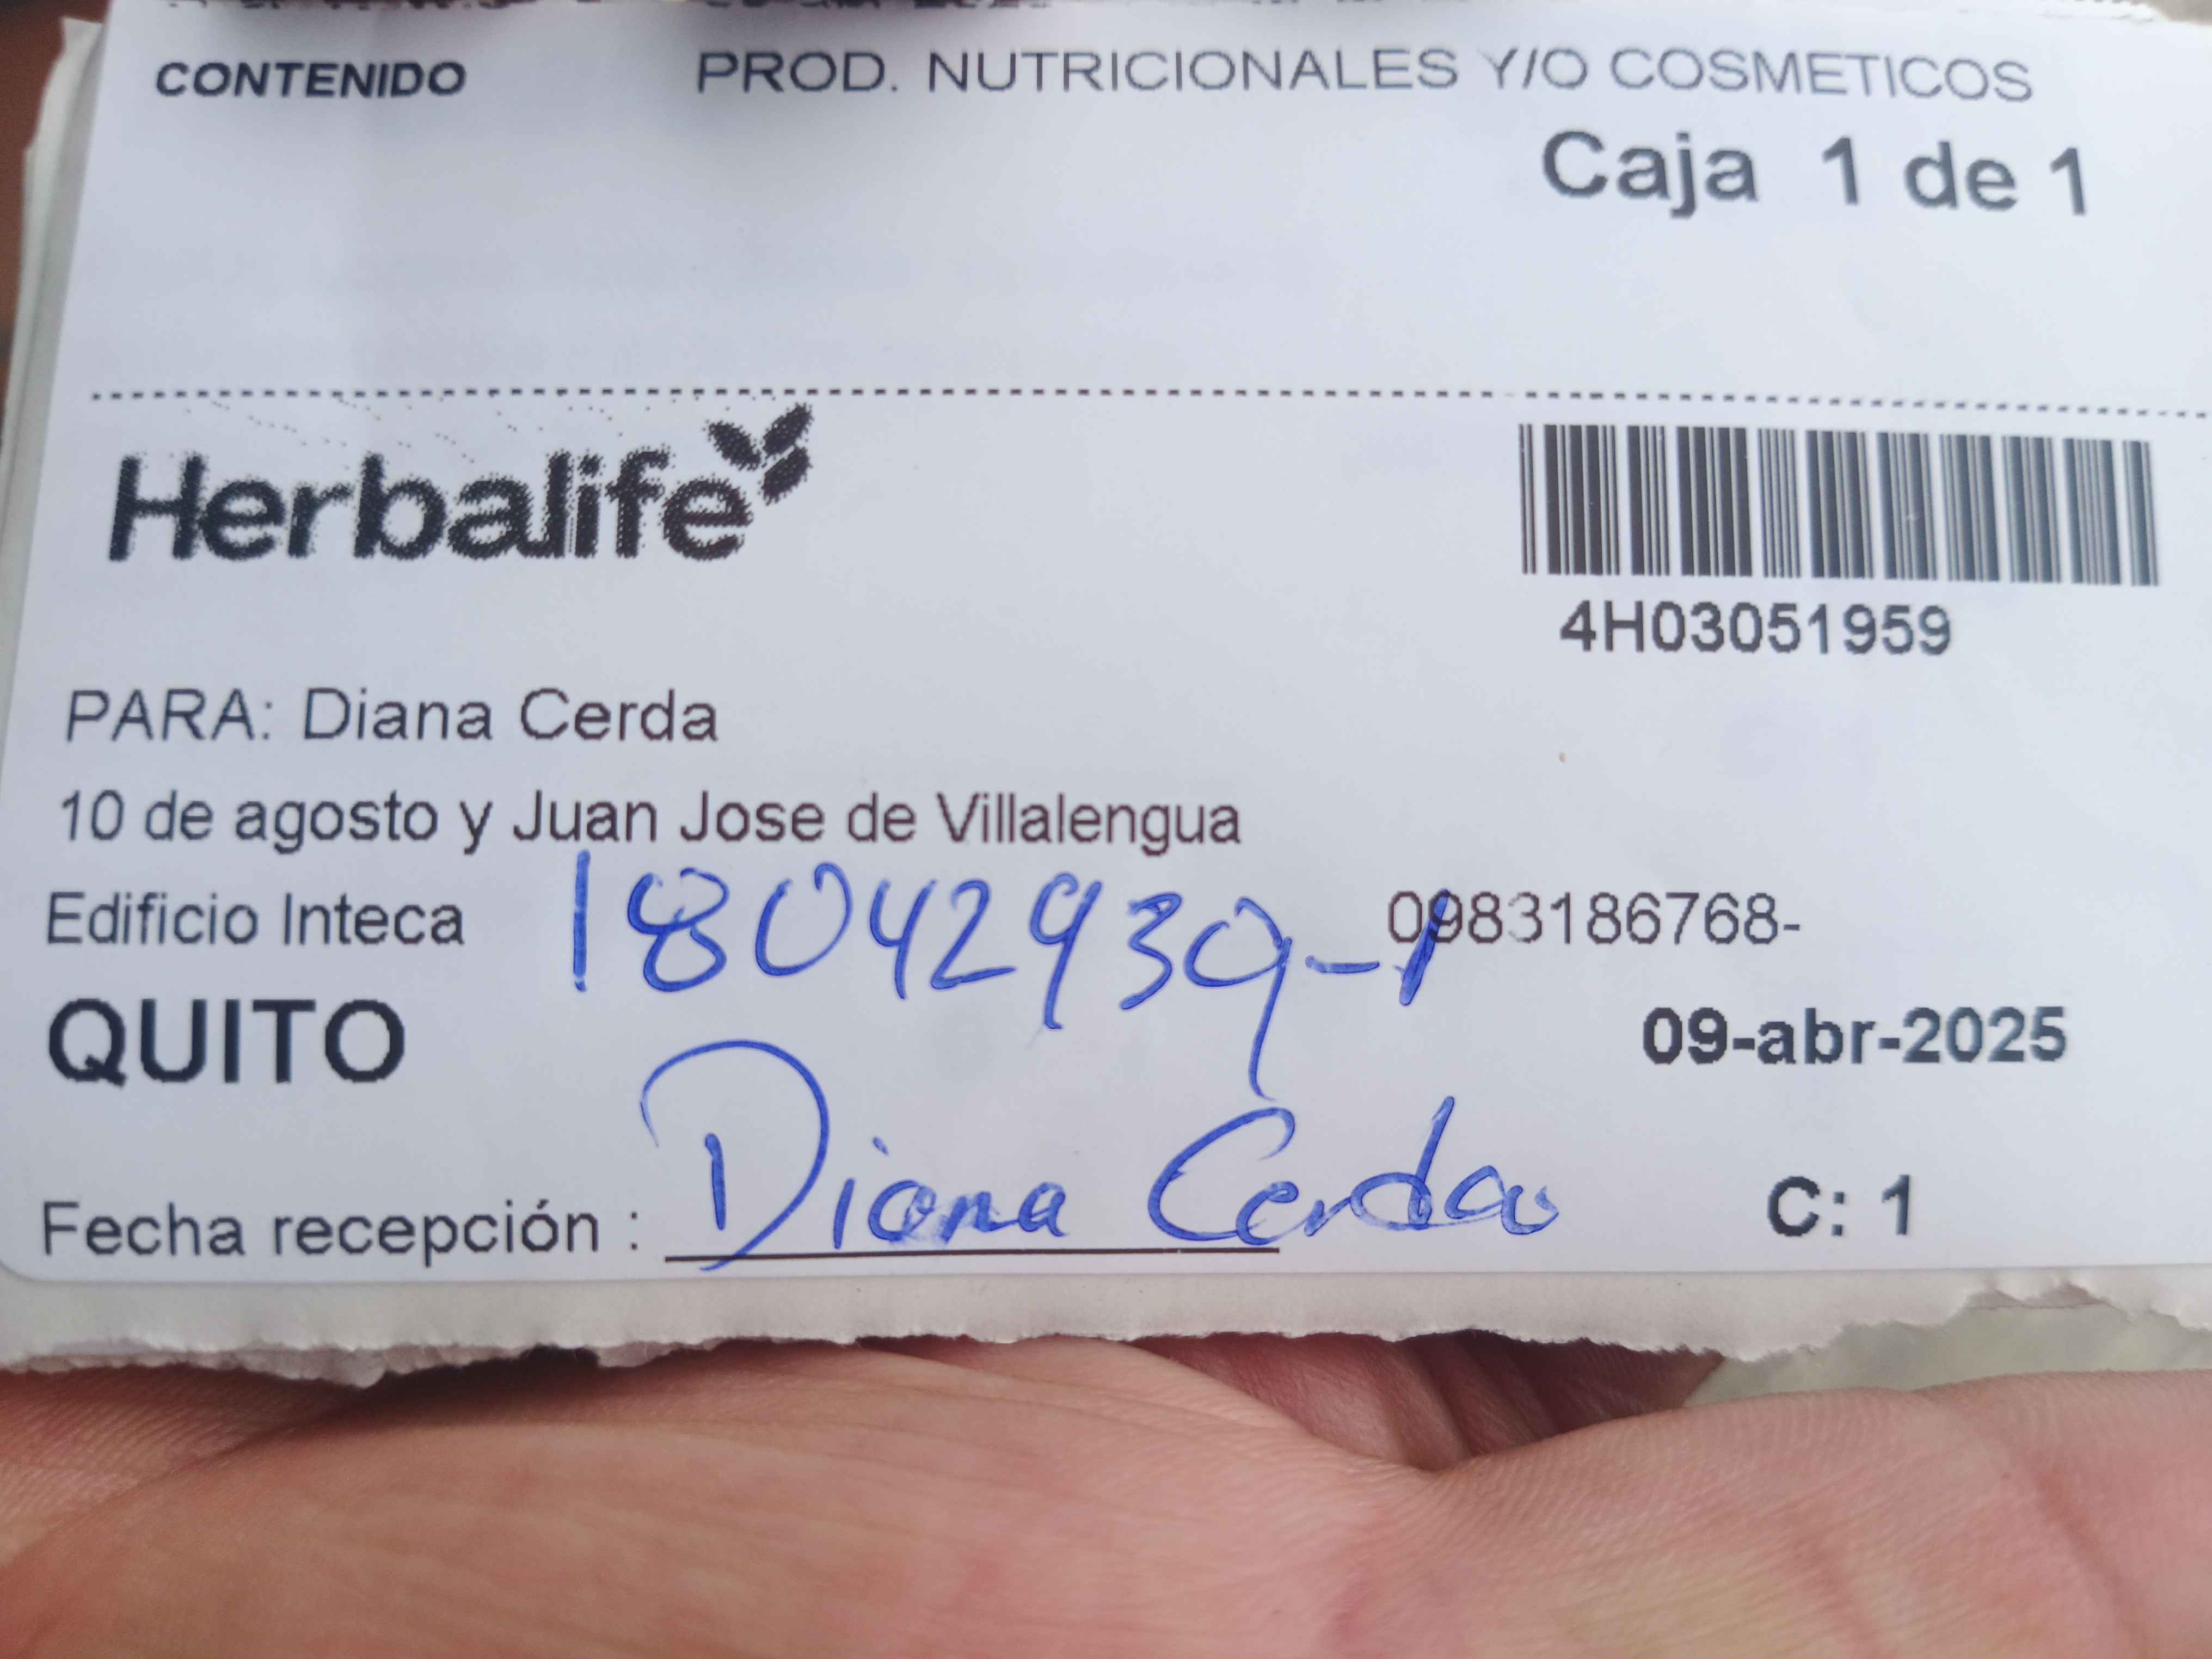 CONTENIDO PROD. NUTRICIONALES Y/O COSMETICOS
Caja 1 de 1
Herbalife
4H03051959
PARA: Diana Cerda
10 de agosto y Juan Jose de Villalengua
Edificio Inteca 0983186768-
180429399-1
QUITO 09-abr-2025
Fecha recepción : Diana Cerda C: 1